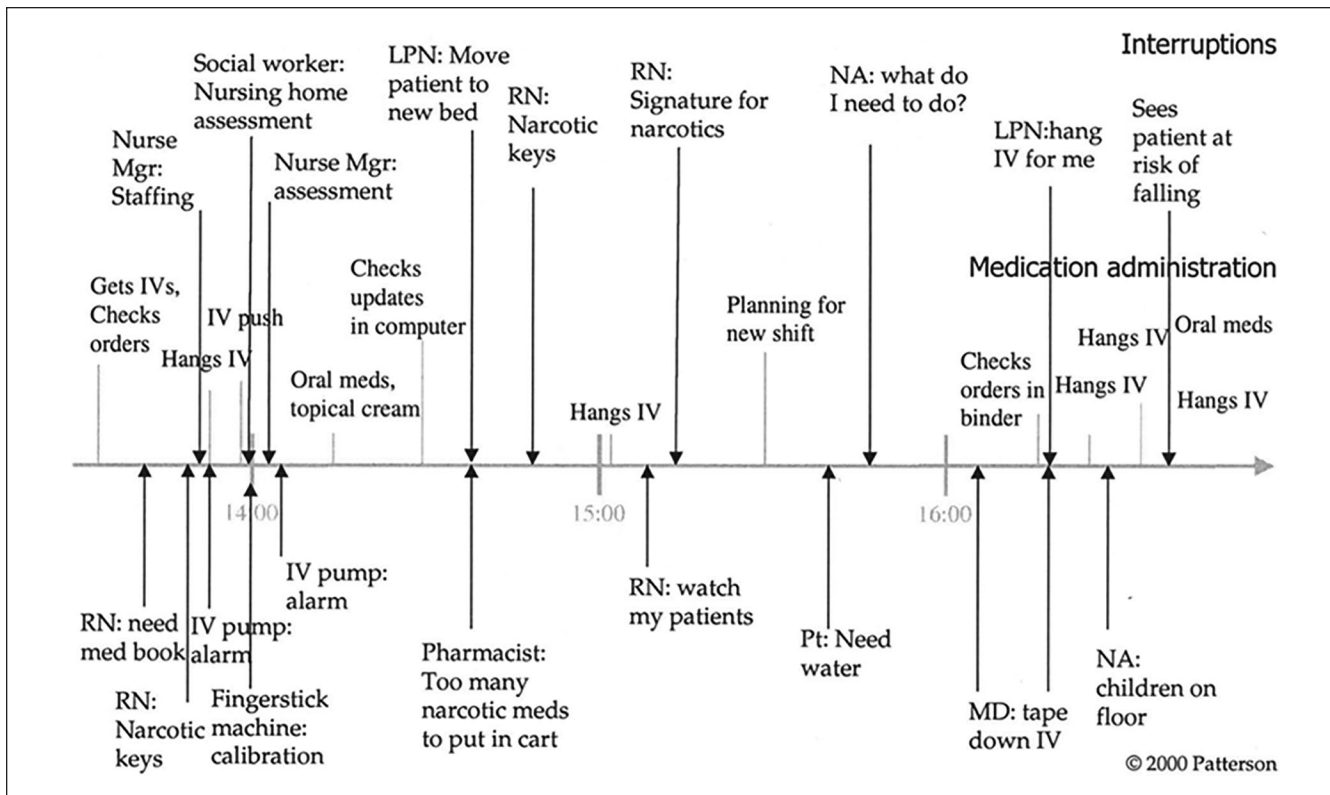 Interruptions
Social worker:
Nursing home
assessment
LPN: Move
patient to
new bed
RN:
Narcotic
keys
RN:
Signature for
narcotics
NA: what do
I need to do?
LPN:hang
IV for me
Sees
patient at
risk of
falling
Nurse
Mgr:
Staffing
Nurse Mgr:
assessment
Medication administration
Gets IVs,
Checks
orders
Hangs IV
IV push
Oral meds,
topical cream
Checks
updates
in computer
Hangs IV
Planning for
new shift
Checks
orders in
binder
Hangs IV
Hangs IV
Oral meds
Hangs IV
14:00
15:00
16:00
RN: need
med book
RN:
Narcotic
keys
IV pump:
alarm
Fingerstick
machine:
calibration
IV pump:
alarm
Pharmacist:
Too many
narcotic meds
to put in cart
RN: watch
my patients
Pt: Need
water
MD: tape
down IV
NA:
children on
floor
© 2000 Patterson